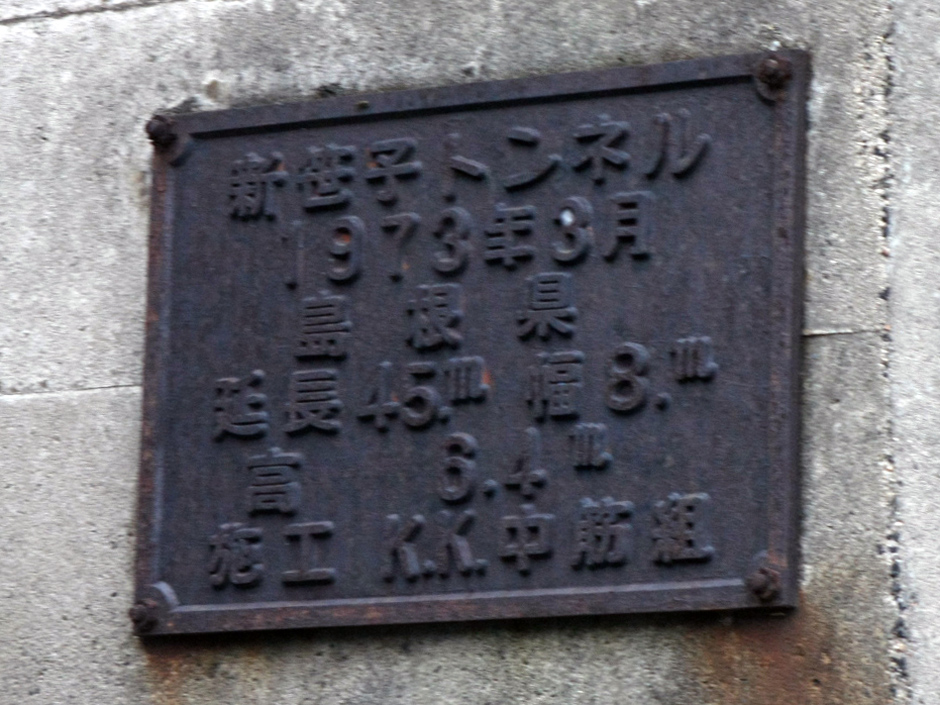 新笹子トンネル
1973年3月
島根県
延長45.m 幅8.m
高 6.4m
施工 K.K.中筋組